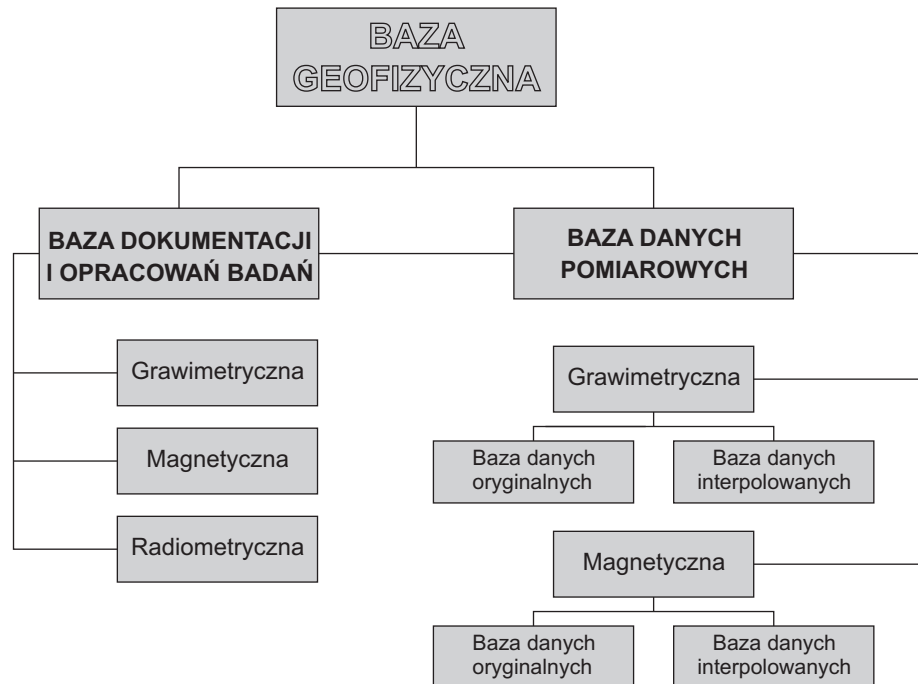 BAZA
GEOFIZYCZNA
BAZA DOKUMENTACJI
I OPRACOWAŃ BADAŃ
Grawimetryczna
Magnetyczna
Radiometryczna
BAZA DANYCH
POMIAROWYCH
Grawimetryczna
Baza danych
oryginalnych
Baza danych
interpolowanych
Magnetyczna
Baza danych
oryginalnych
Baza danych
interpolowanych